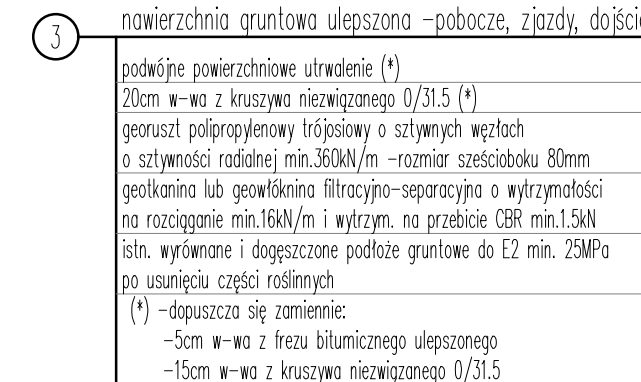 nawierzchnia gruntowa ulepszona -pobocze, zjazdy, dojście
3
podwójne powierzchniowe utrwalenie (*)
20cm w-wa z kruszywa niezwiązanego 0/31.5 (*)
georuszt polipropylenowy trójosiowy o sztywnych węzłach
o sztywności radialnej min.360kN/m -rozmiar sześcioboku 80mm
geotkanina lub geowłóknina filtracyjno-separacyjna o wytrzymałości
na rozciąganie min.16kN/m i wytrzym. na przebicie CBR min.1.5kN
istn. wyrównane i dogęszczone podłoże gruntowe do E2 min. 25MPa
po usunięciu części roślinnych
(*) -dopuszcza się zamiennie:
-5cm w-wa z frezu bitumicznego ulepszonego
-15cm w-wa z kruszywa niezwiązanego 0/31.5